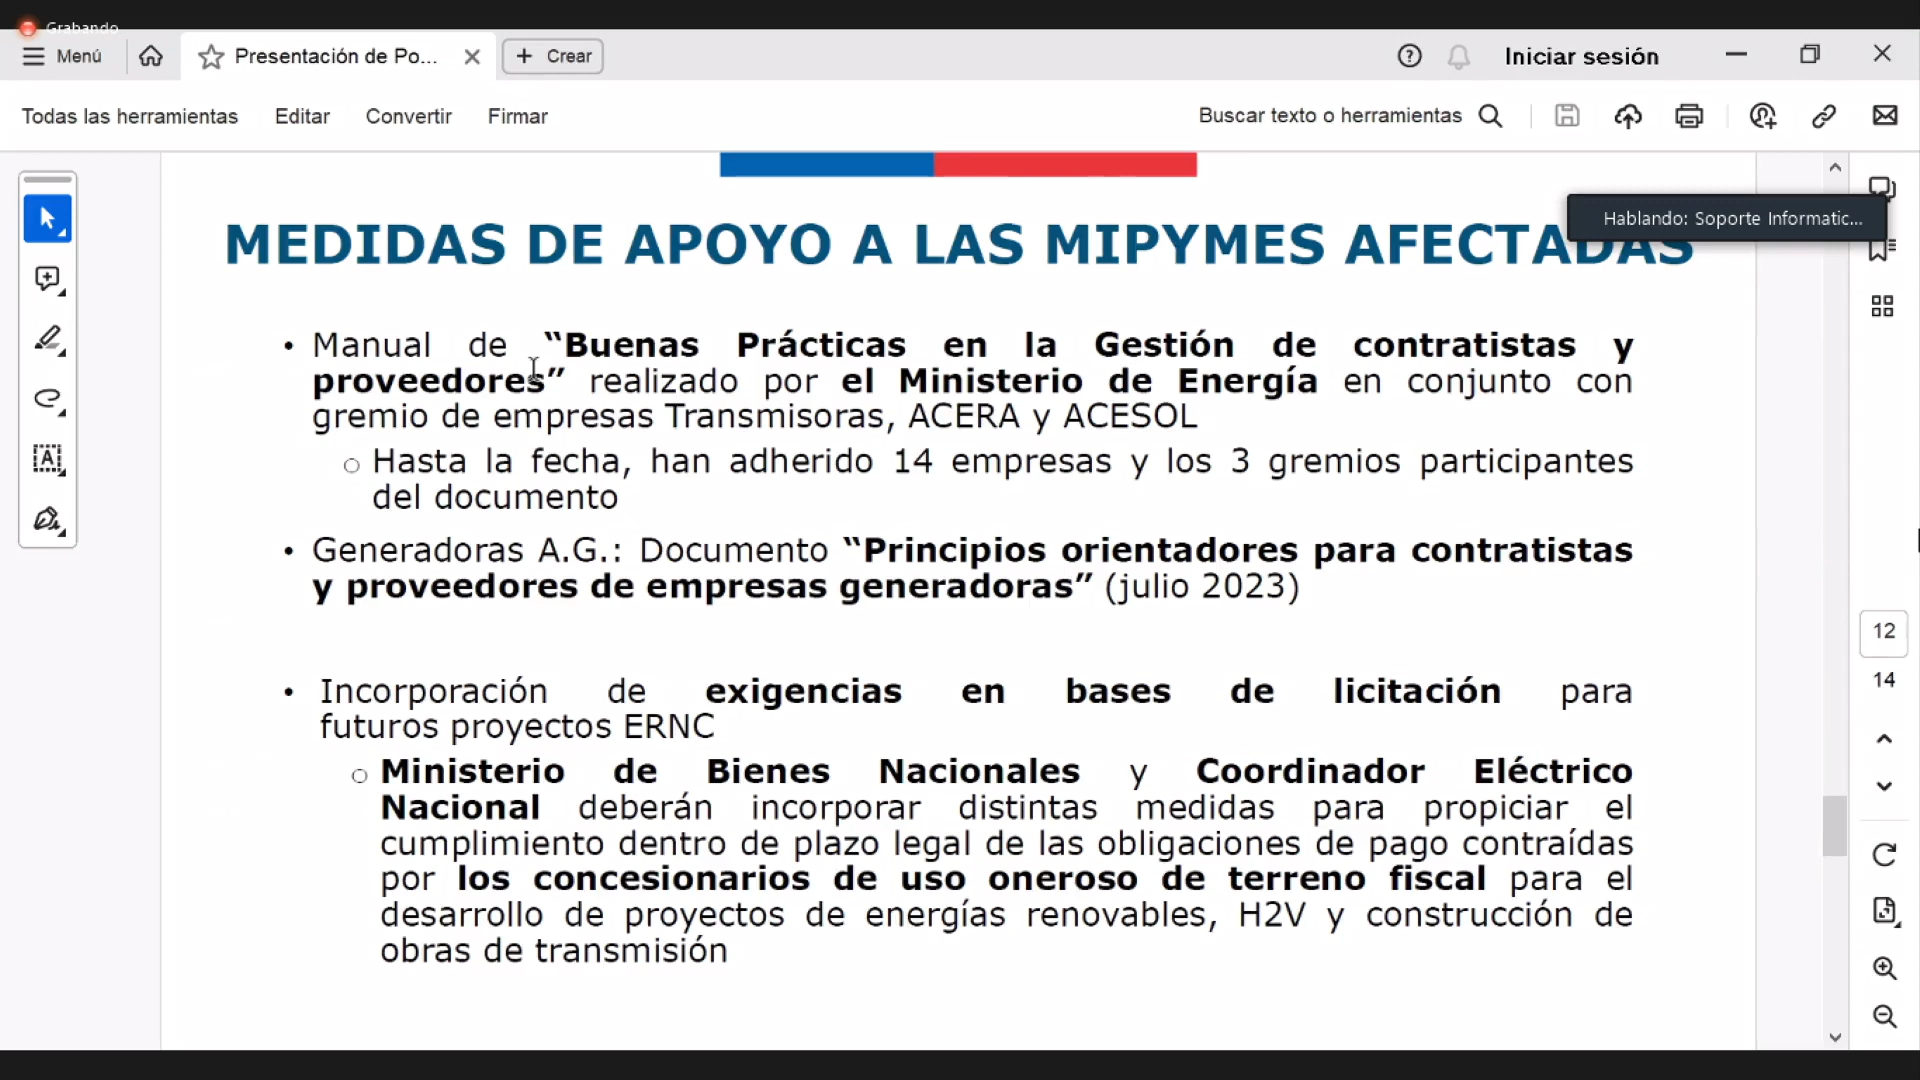 Grabando
Menú
Presentación de Po...
Crear
Iniciar sesión
Todas las herramientas
Editar
Convertir
Firmar
Buscar texto o herramientas
Hablando: Soporte Informatic...
MEDIDAS DE APOYO A LAS MIPYMES AFECTADAS
• Manual de “Buenas Prácticas en la Gestión de contratistas y
proveedores” realizado por el Ministerio de Energía en conjunto con
gremio de empresas Transmisoras, ACERA y ACESOL
o Hasta la fecha, han adherido 14 empresas y los 3 gremios participantes
del documento
• Generadoras A.G.: Documento “Principios orientadores para contratistas
y proveedores de empresas generadoras” (julio 2023)
• Incorporación de exigencias en bases de licitación para
futuros proyectos ERNC
o Ministerio de Bienes Nacionales y Coordinador Eléctrico
Nacional deberán incorporar distintas medidas para propiciar el
cumplimiento dentro de plazo legal de las obligaciones de pago contraídas
por los concesionarios de uso oneroso de terreno fiscal para el
desarrollo de proyectos de energías renovables, H2V y construcción de
obras de transmisión
12
14